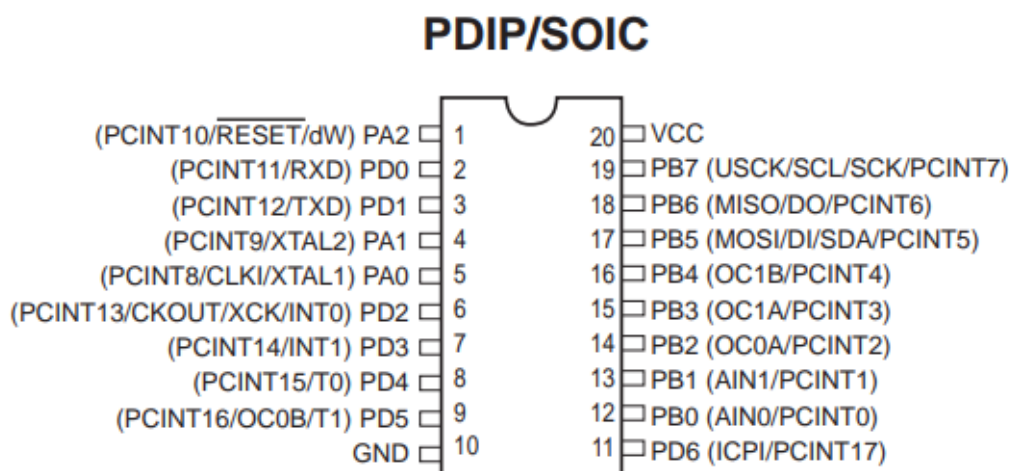 PDIP/SOIC
(PCINT10/RESET/dW) PA2 1 20 VCC
(PCINT11/RXD) PD0 2 19 PB7 (USCK/SCL/SCK/PCINT7)
(PCINT12/TXD) PD1 3 18 PB6 (MISO/DO/PCINT6)
(PCINT9/XTAL2) PA1 4 17 PB5 (MOSI/DI/SDA/PCINT5)
(PCINT8/CLKI/XTAL1) PA0 5 16 PB4 (OC1B/PCINT4)
(PCINT13/CKOUT/XCK/INT0) PD2 6 15 PB3 (OC1A/PCINT3)
(PCINT14/INT1) PD3 7 14 PB2 (OC0A/PCINT2)
(PCINT15/T0) PD4 8 13 PB1 (AIN1/PCINT1)
(PCINT16/OC0B/T1) PD5 9 12 PB0 (AIN0/PCINT0)
GND 10 11 PD6 (ICPI/PCINT17)